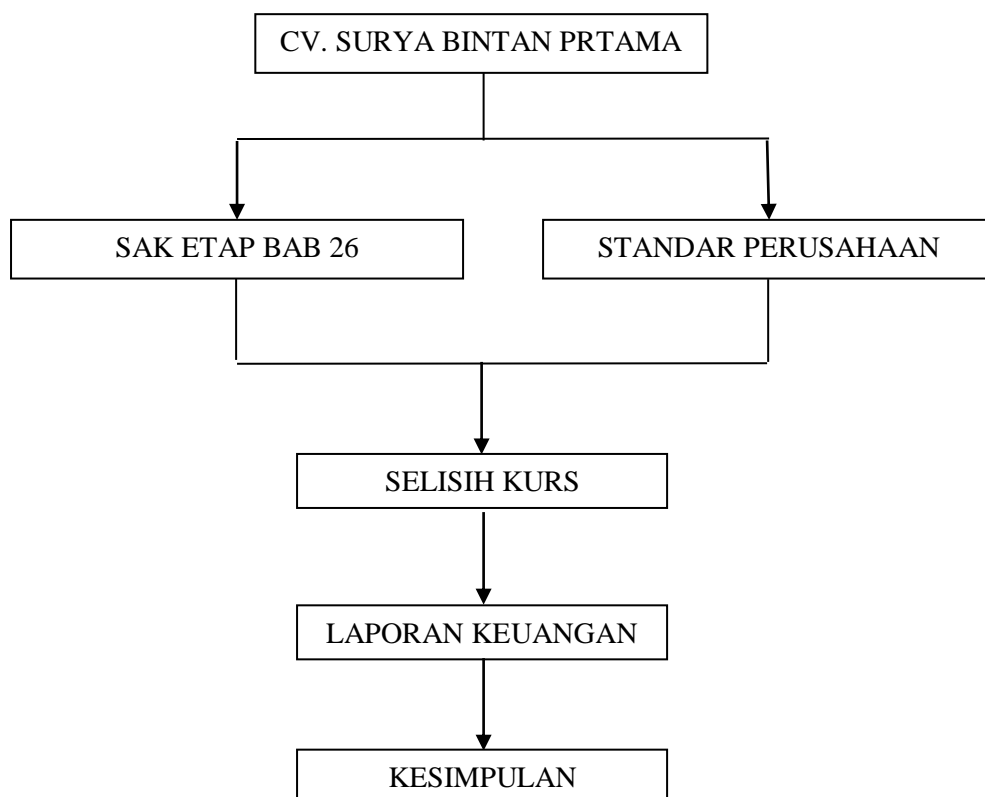 CV. SURYA BINTAN PRTAMA
SAK ETAP BAB 26
STANDAR PERUSAHAAN
SELISIH KURS
LAPORAN KEUANGAN
KESIMPULAN